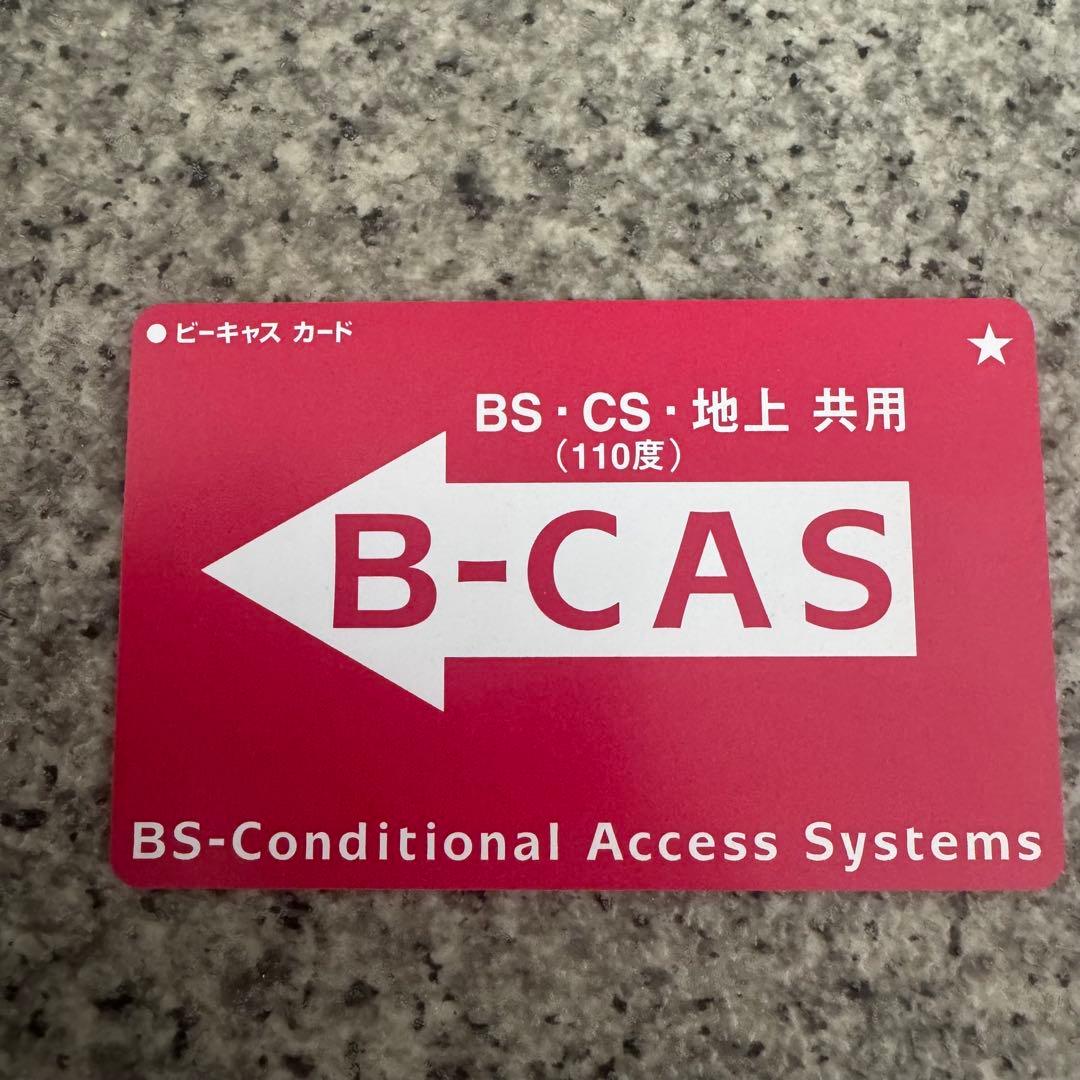 ●ビーキャス カード
★
BS・CS・地上 共用
（110度）
B-CAS
BS-Conditional Access Systems